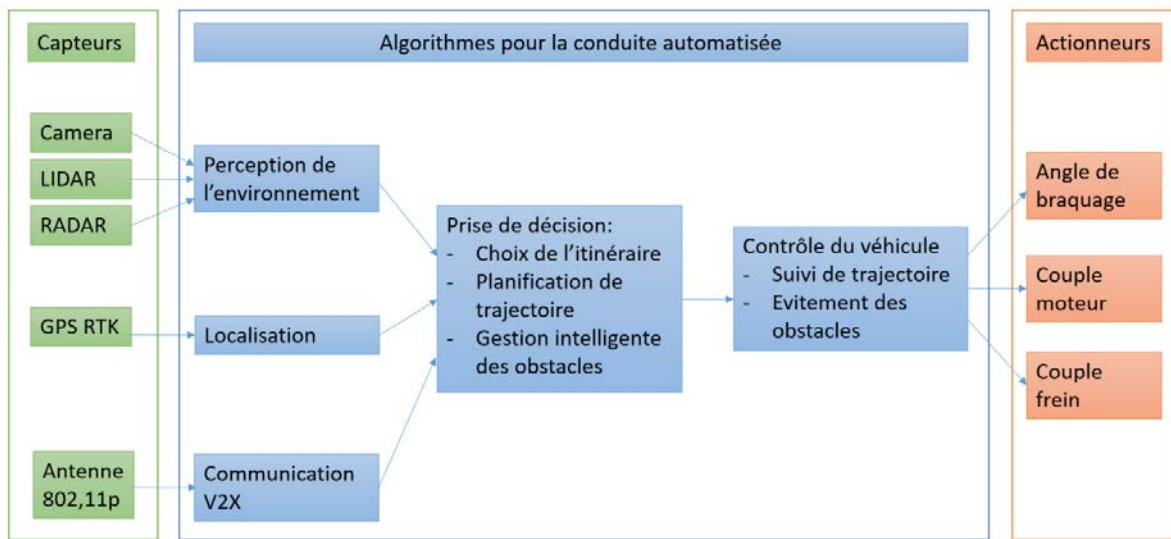 Capteurs
Algorithmes pour la conduite automatisée
Actionneurs
Camera
LIDAR
RADAR
GPS RTK
Antenne
802,11p
Perception de
l’environnement
Localisation
Communication
V2X
Prise de décision:
- Choix de l’itinéraire
- Planification de
trajectoire
- Gestion intelligente
des obstacles
Contrôle du véhicule
- Suivi de trajectoire
- Evitement des
obstacles
Angle de
braquage
Couple
moteur
Couple
frein